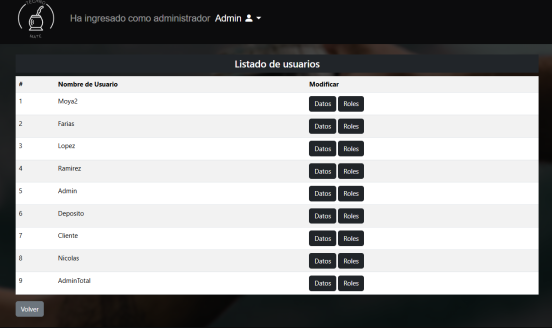 Ha ingresado como administrador Admin
MATE
Listado de usuarios
# Nombre de Usuario Modificar
1 Moya2 Datos Roles
2 Farias Datos Roles
3 Lopez Datos Roles
4 Ramirez Datos Roles
5 Admin Datos Roles
6 Deposito Datos Roles
7 Cliente Datos Roles
8 Nicolas Datos Roles
9 AdminTotal Datos Roles
Volver